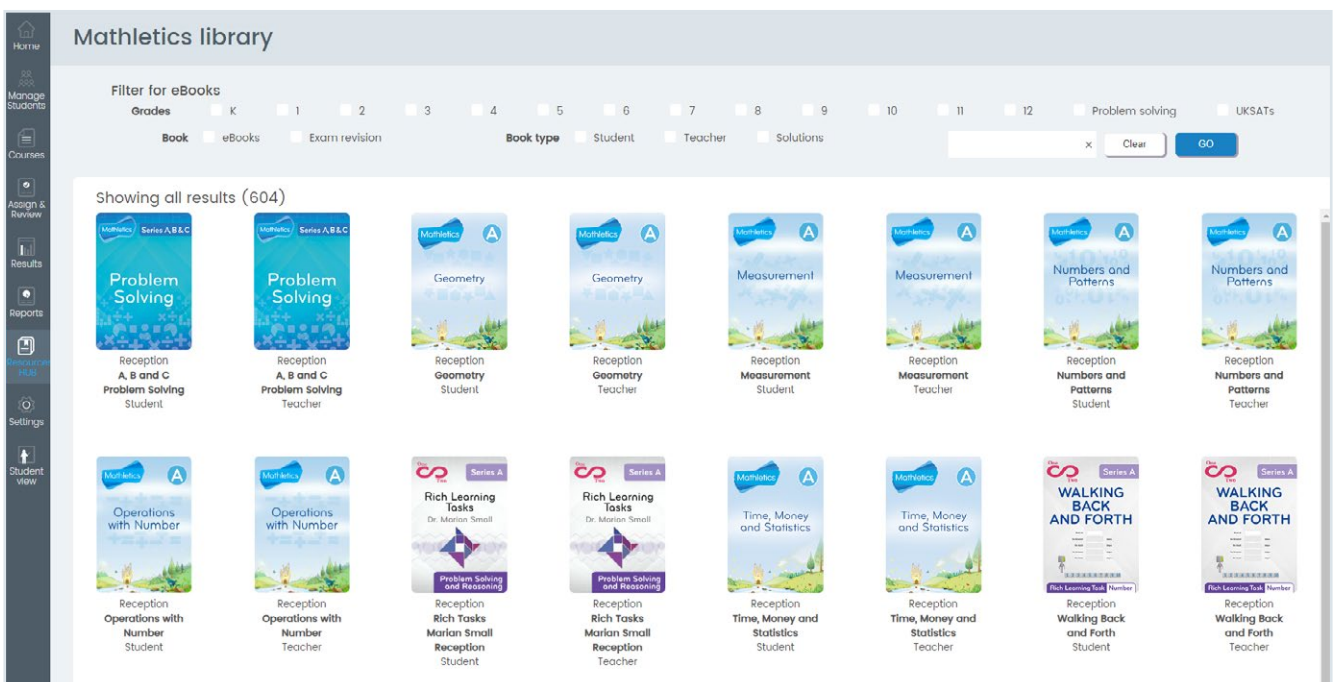 Home
Manage
Students
Courses
Assign &
Review
Results
Reports
Resources
HUB
Settings
Student
view
Mathletics library
Filter for eBooks
Grades K 1 2 3 4 5 6 7 8 9 10 11 12 Problem solving UKSATs
Book eBooks Exam revision Book type Student Teacher Solutions x Clear GO
Showing all results (604)
Mathletics Series A,B&C
Problem
Solving
Reception
A, B and C
Problem Solving
Student
Mathletics Series A,B&C
Problem
Solving
Reception
A, B and C
Problem Solving
Teacher
Mathletics A
Geometry
Reception
Geometry
Student
Mathletics A
Geometry
Reception
Geometry
Teacher
Mathletics A
Measurement
Reception
Measurement
Student
Mathletics A
Measurement
Reception
Measurement
Teacher
Mathletics A
Numbers and
Patterns
Reception
Numbers and
Patterns
Student
Mathletics A
Numbers and
Patterns
Reception
Numbers and
Patterns
Teacher
Mathletics A
Operations
with Number
Reception
Operations with
Number
Student
Mathletics A
Operations
with Number
Reception
Operations with
Number
Teacher
Series A
Rich Learning
Tasks
Dr. Marian Small
Problem Solving
and Reasoning
Reception
Rich Tasks
Marian Small
Reception
Student
Series A
Rich Learning
Tasks
Dr. Marian Small
Problem Solving
and Reasoning
Reception
Rich Tasks
Marian Small
Reception
Teacher
Mathletics A
Time, Money
and Statistics
Reception
Time, Money and
Statistics
Student
Mathletics A
Time, Money
and Statistics
Reception
Time, Money and
Statistics
Teacher
Series A
WALKING
BACK
AND FORTH
Rich Learning Task Number
Reception
Walking Back
and Forth
Student
Series A
WALKING
BACK
AND FORTH
Rich Learning Task Number
Reception
Walking Back
and Forth
Teacher